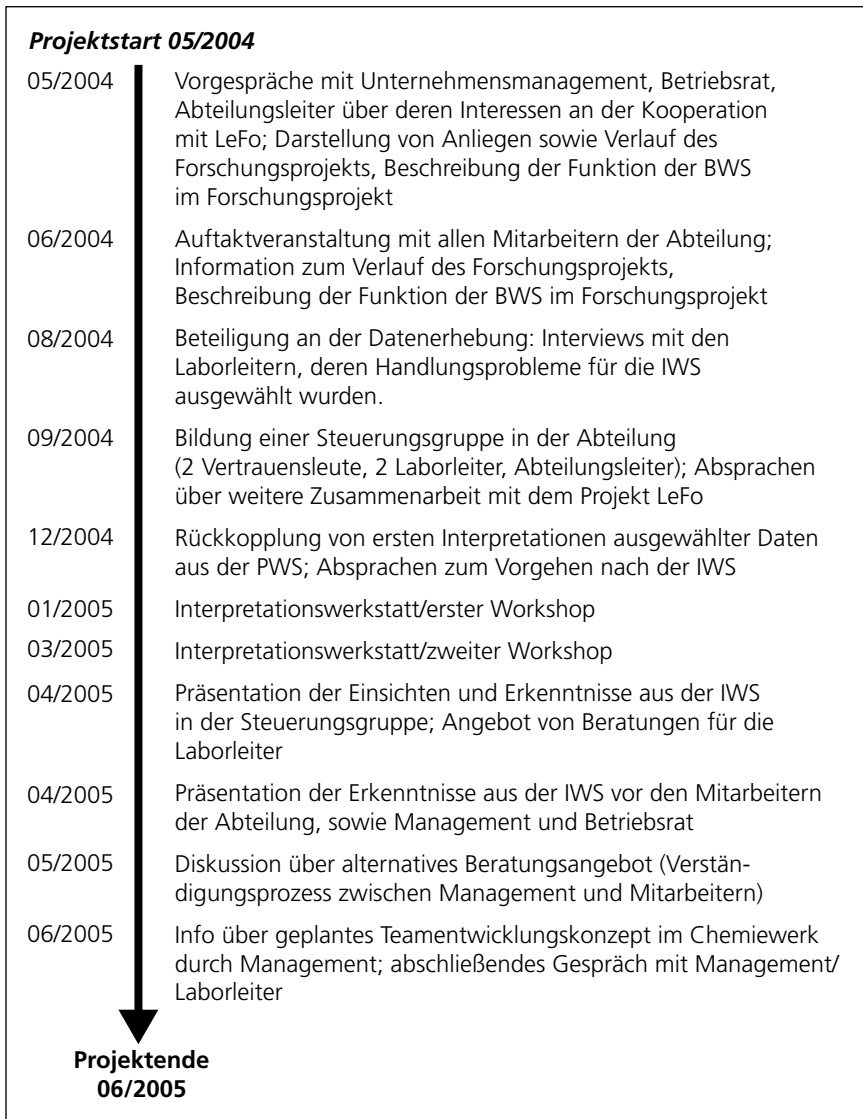 Projektstart 05/2004
05/2004 Vorgespräche mit Unternehmensmanagement, Betriebsrat,
Abteilungsleiter über deren Interessen an der Kooperation
mit LeFo; Darstellung von Anliegen sowie Verlauf des
Forschungsprojekts, Beschreibung der Funktion der BWS
im Forschungsprojekt
06/2004 Auftaktveranstaltung mit allen Mitarbeitern der Abteilung;
Information zum Verlauf des Forschungsprojekts,
Beschreibung der Funktion der BWS im Forschungsprojekt
08/2004 Beteiligung an der Datenerhebung: Interviews mit den
Laborleitern, deren Handlungsprobleme für die IWS
ausgewählt wurden.
09/2004 Bildung einer Steuerungsgruppe in der Abteilung
(2 Vertrauensleute, 2 Laborleiter, Abteilungsleiter); Absprachen
über weitere Zusammenarbeit mit dem Projekt LeFo
12/2004 Rückkopplung von ersten Interpretationen ausgewählter Daten
aus der PWS; Absprachen zum Vorgehen nach der IWS
01/2005 Interpretationswerkstatt/erster Workshop
03/2005 Interpretationswerkstatt/zweiter Workshop
04/2005 Präsentation der Einsichten und Erkenntnisse aus der IWS
in der Steuerungsgruppe; Angebot von Beratungen für die
Laborleiter
04/2005 Präsentation der Erkenntnisse aus der IWS vor den Mitarbeitern
der Abteilung, sowie Management und Betriebsrat
05/2005 Diskussion über alternatives Beratungsangebot (Verstän-
digungsprozess zwischen Management und Mitarbeitern)
06/2005 Info über geplantes Teamentwicklungskonzept im Chemiewerk
durch Management; abschließendes Gespräch mit Management/
Laborleiter
Projektende
06/2005